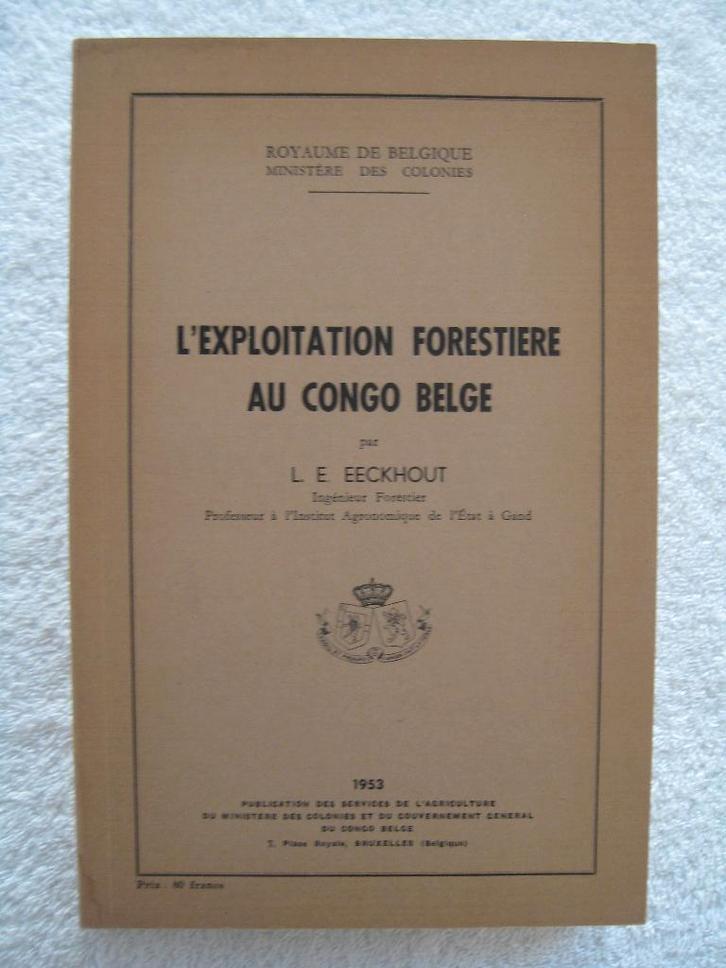 ROYAUME DE BELGIQUE
MINISTÈRE DES COLONIES
L'EXPLOITATION FORESTIERE
AU CONGO BELGE
par
L. E. EECKHOUT
Ingénieur Forestier
Professeur à l'Institut Agronomique de l'État à Gand
1953
PUBLICATION DES SERVICES DE L'AGRICULTURE
DU MINISTERE DES COLONIES ET DU GOUVERNEMENT GENERAL
DU CONGO BELGE
7, Place Royale, BRUXELLES (Belgique)
Prix : 80 francs